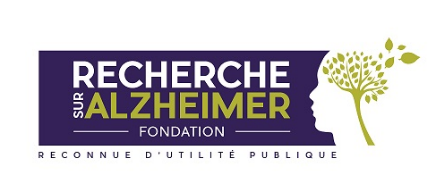 RECHERCHE
SUR ALZHEIMER
FONDATION
RECONNUE D'UTILITÉ PUBLIQUE